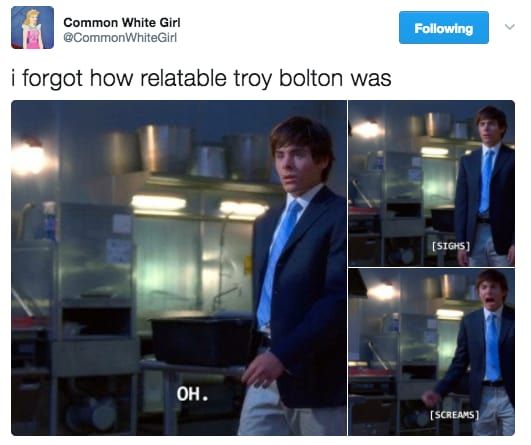 Common White Girl
@CommonWhiteGirl
Following
i forgot how relatable troy bolton was
OH.
[SIGHS]
[SCREAMS]